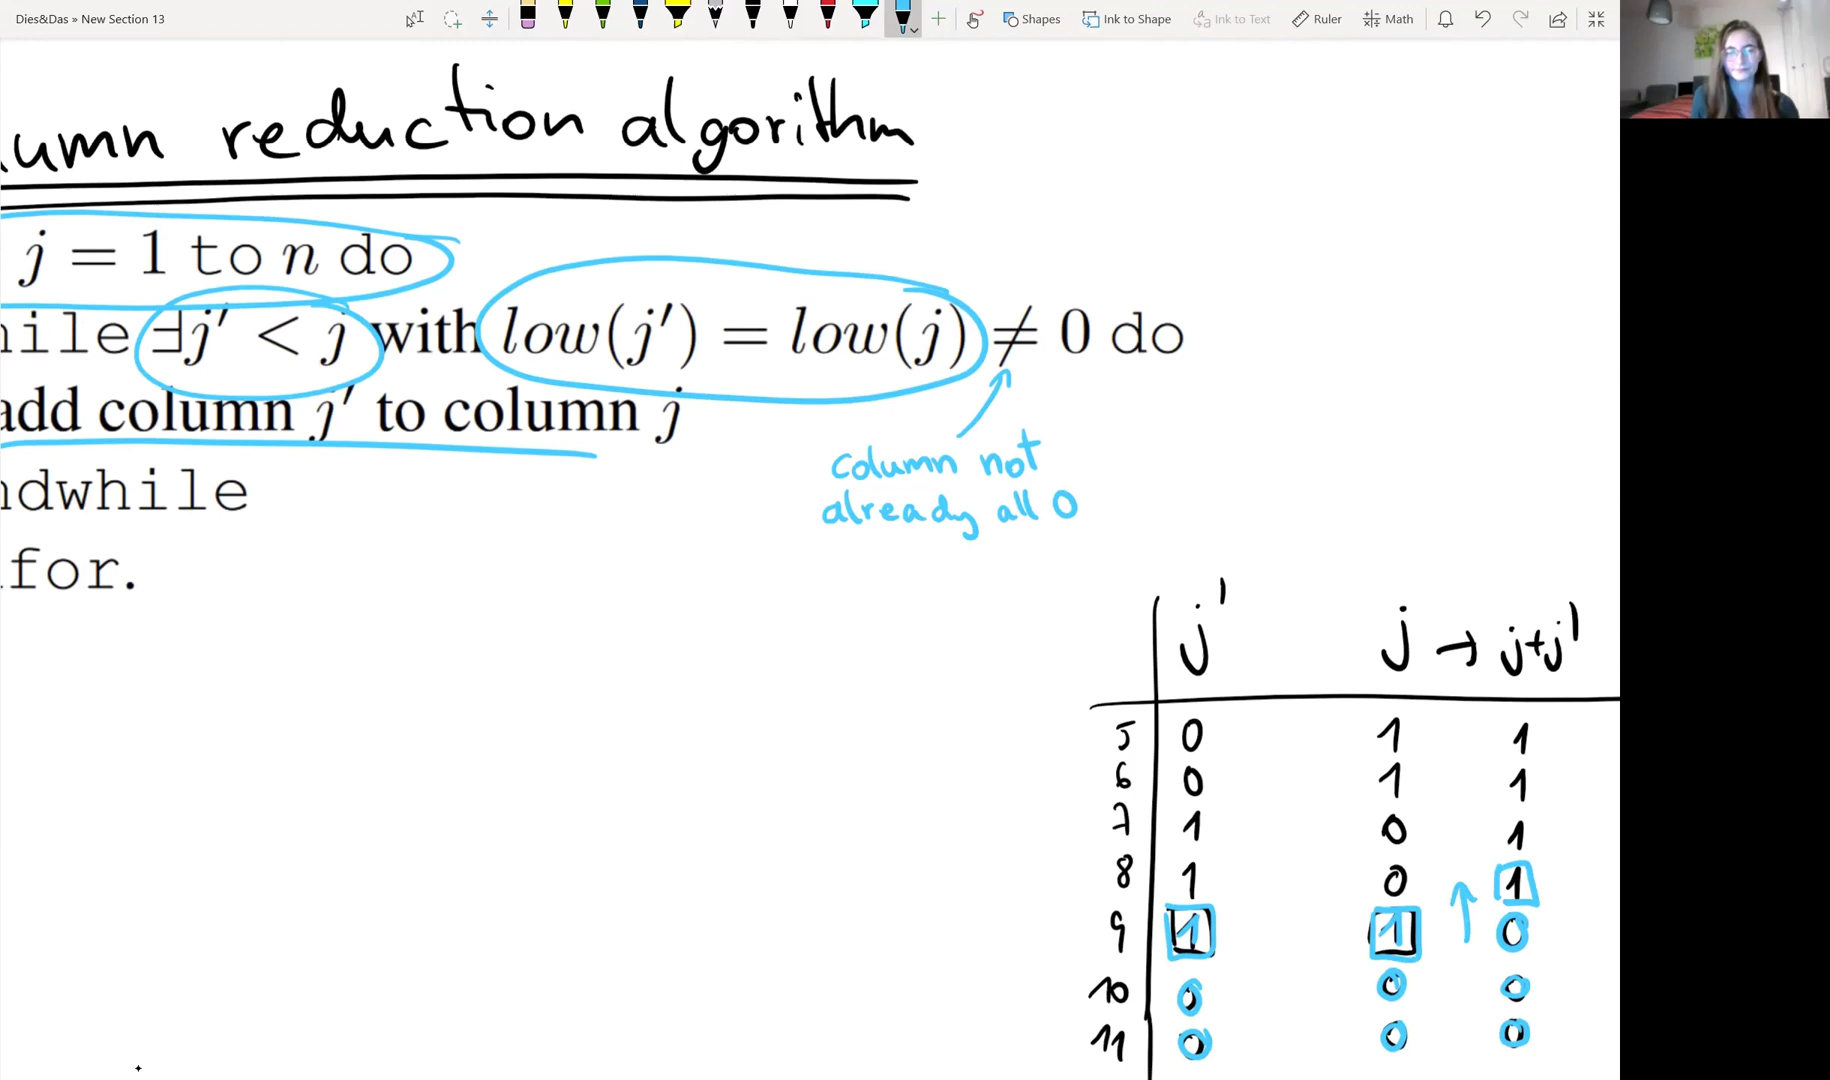 Dies&Das » New Section 13
Shapes Ink to Shape Ink to Text Ruler Math
umn reduction algorithm
j = 1 to n do
hile ∃j′ < j with low(j′) = low(j) ≠ 0 do
add column j′ to column j
column not
already all 0
ndwhile
for.
j′ j → j+j′
5 0 1 1
6 0 1 1
7 1 0 1
8 1 0 ↑ 1
9 1 1 0
10 0 0 0
11 0 0 0